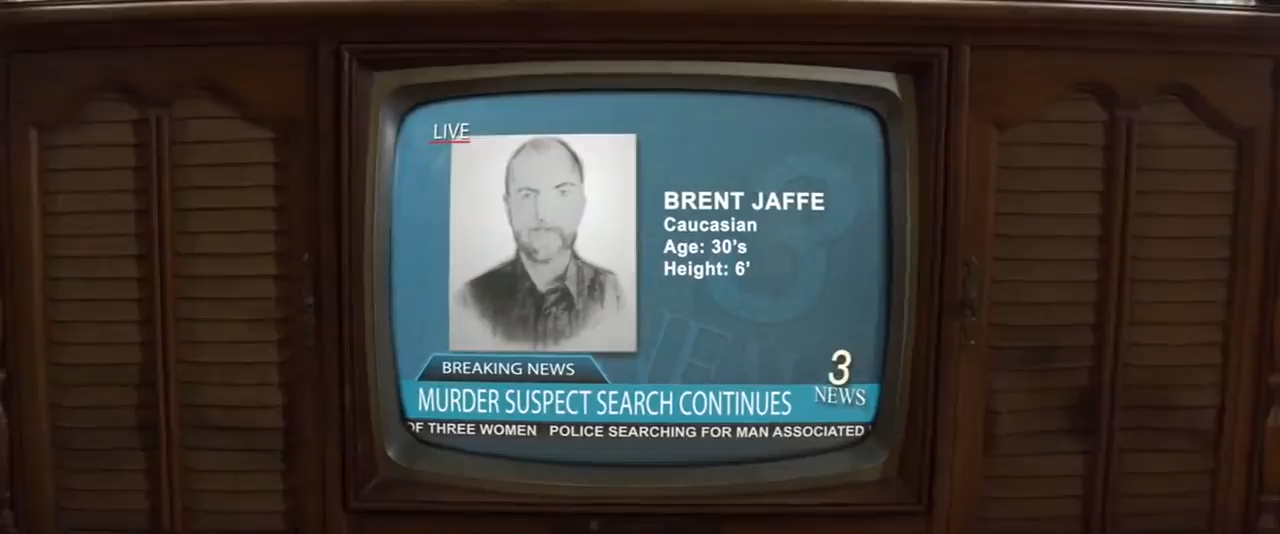 LIVE
BRENT JAFFE
Caucasian
Age: 30's
Height: 6'
BREAKING NEWS
3
NEWS
MURDER SUSPECT SEARCH CONTINUES
OF THREE WOMEN POLICE SEARCHING FOR MAN ASSOCIATED